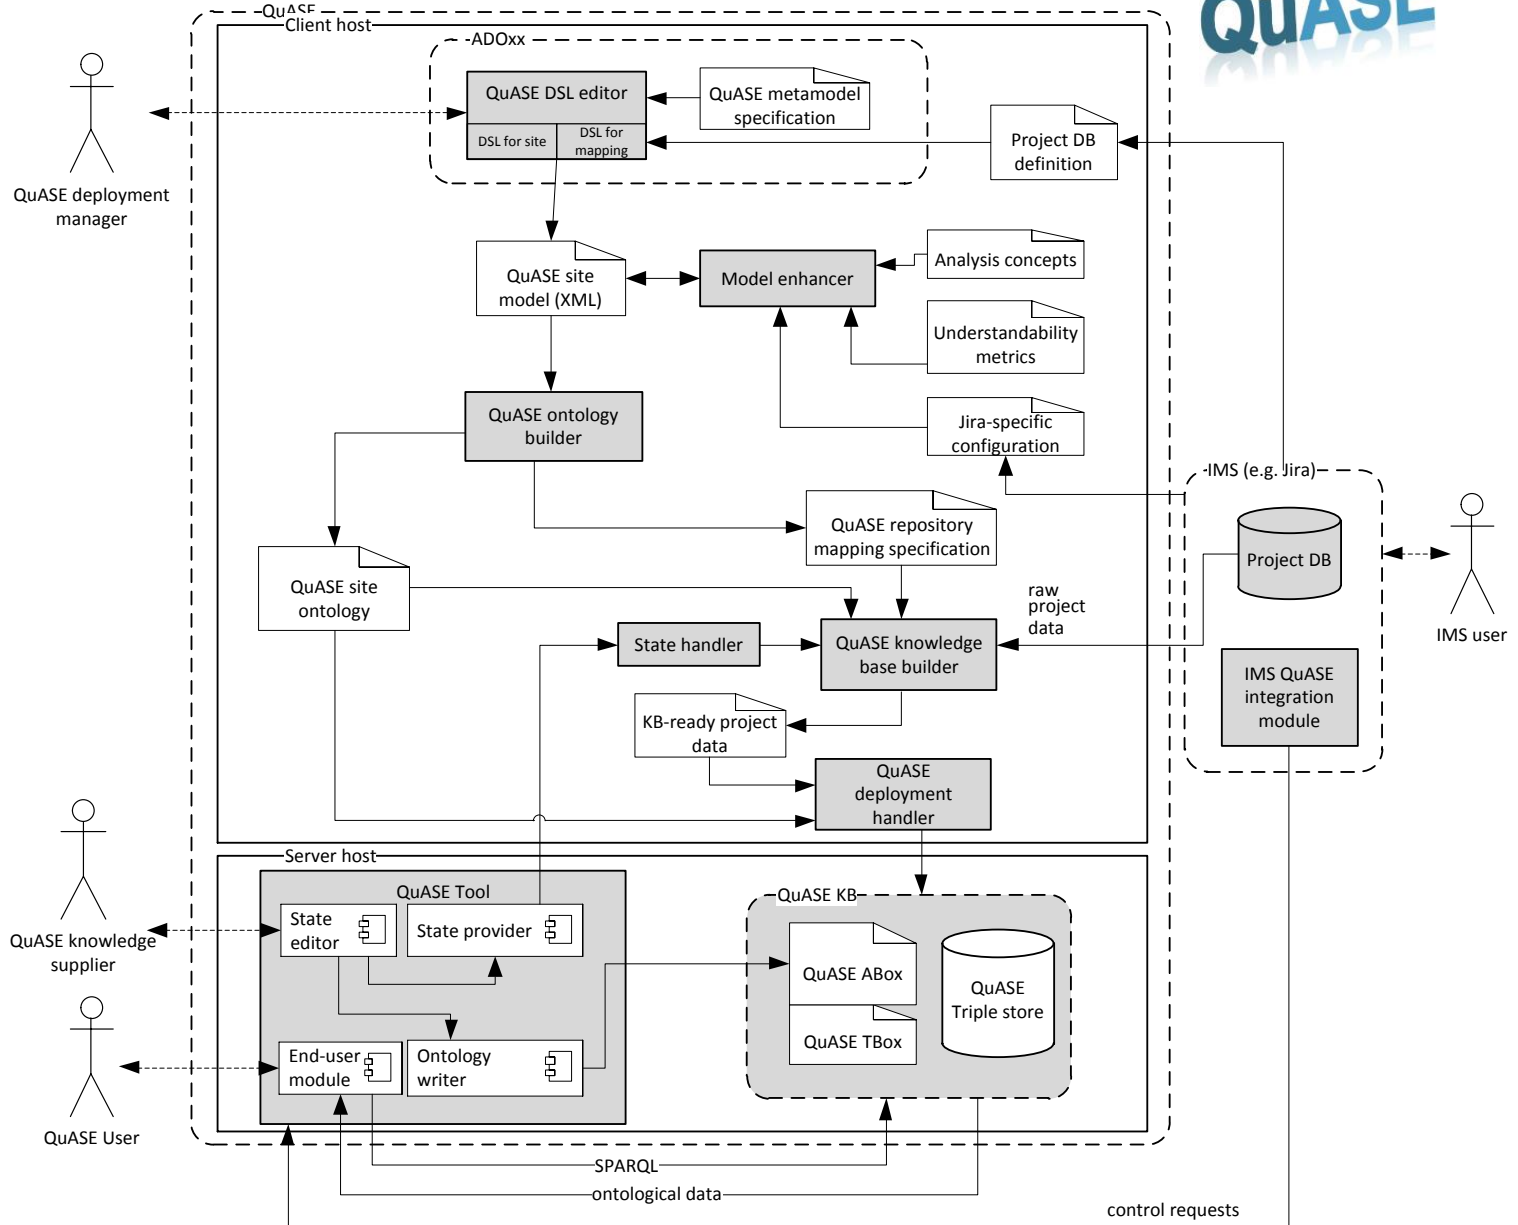 QuASE
QuASE
Client host
ADOxx
QuASE DSL editor
DSL for site
DSL for
mapping
QuASE metamodel
specification
Project DB
definition
QuASE deployment
manager
QuASE site
model (XML)
Model enhancer
Analysis concepts
Understandability
metrics
QuASE ontology
builder
Jira-specific
configuration
IMS (e.g. Jira)
Project DB
IMS user
QuASE repository
mapping specification
QuASE site
ontology
raw
project
data
State handler
QuASE knowledge
base builder
IMS QuASE
integration
module
KB-ready project
data
QuASE
deployment
handler
Server host
QuASE Tool
State
editor
State provider
QuASE knowledge
supplier
QuASE KB
QuASE ABox
QuASE TBox
QuASE
Triple store
End-user
module
Ontology
writer
QuASE User
SPARQL
ontological data
control requests